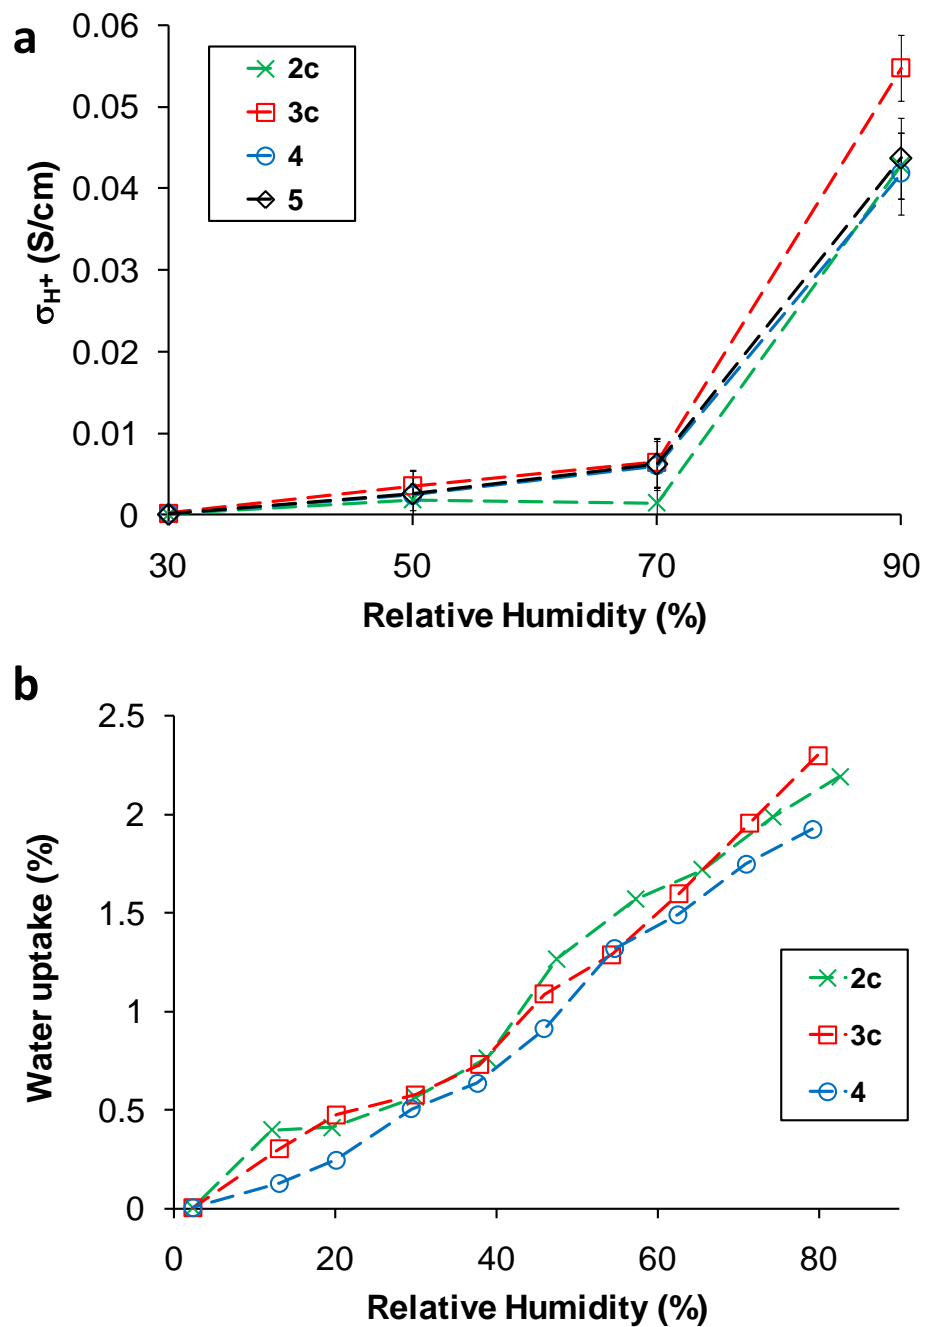 a
0.06
0.05
0.04
0.03
0.02
0.01
0
σH+ (S/cm)
2c
3c
4
5
30 50 70 90
Relative Humidity (%)
b
2.5
2
1.5
1
0.5
0
Water uptake (%)
2c
3c
4
0 20 40 60 80
Relative Humidity (%)